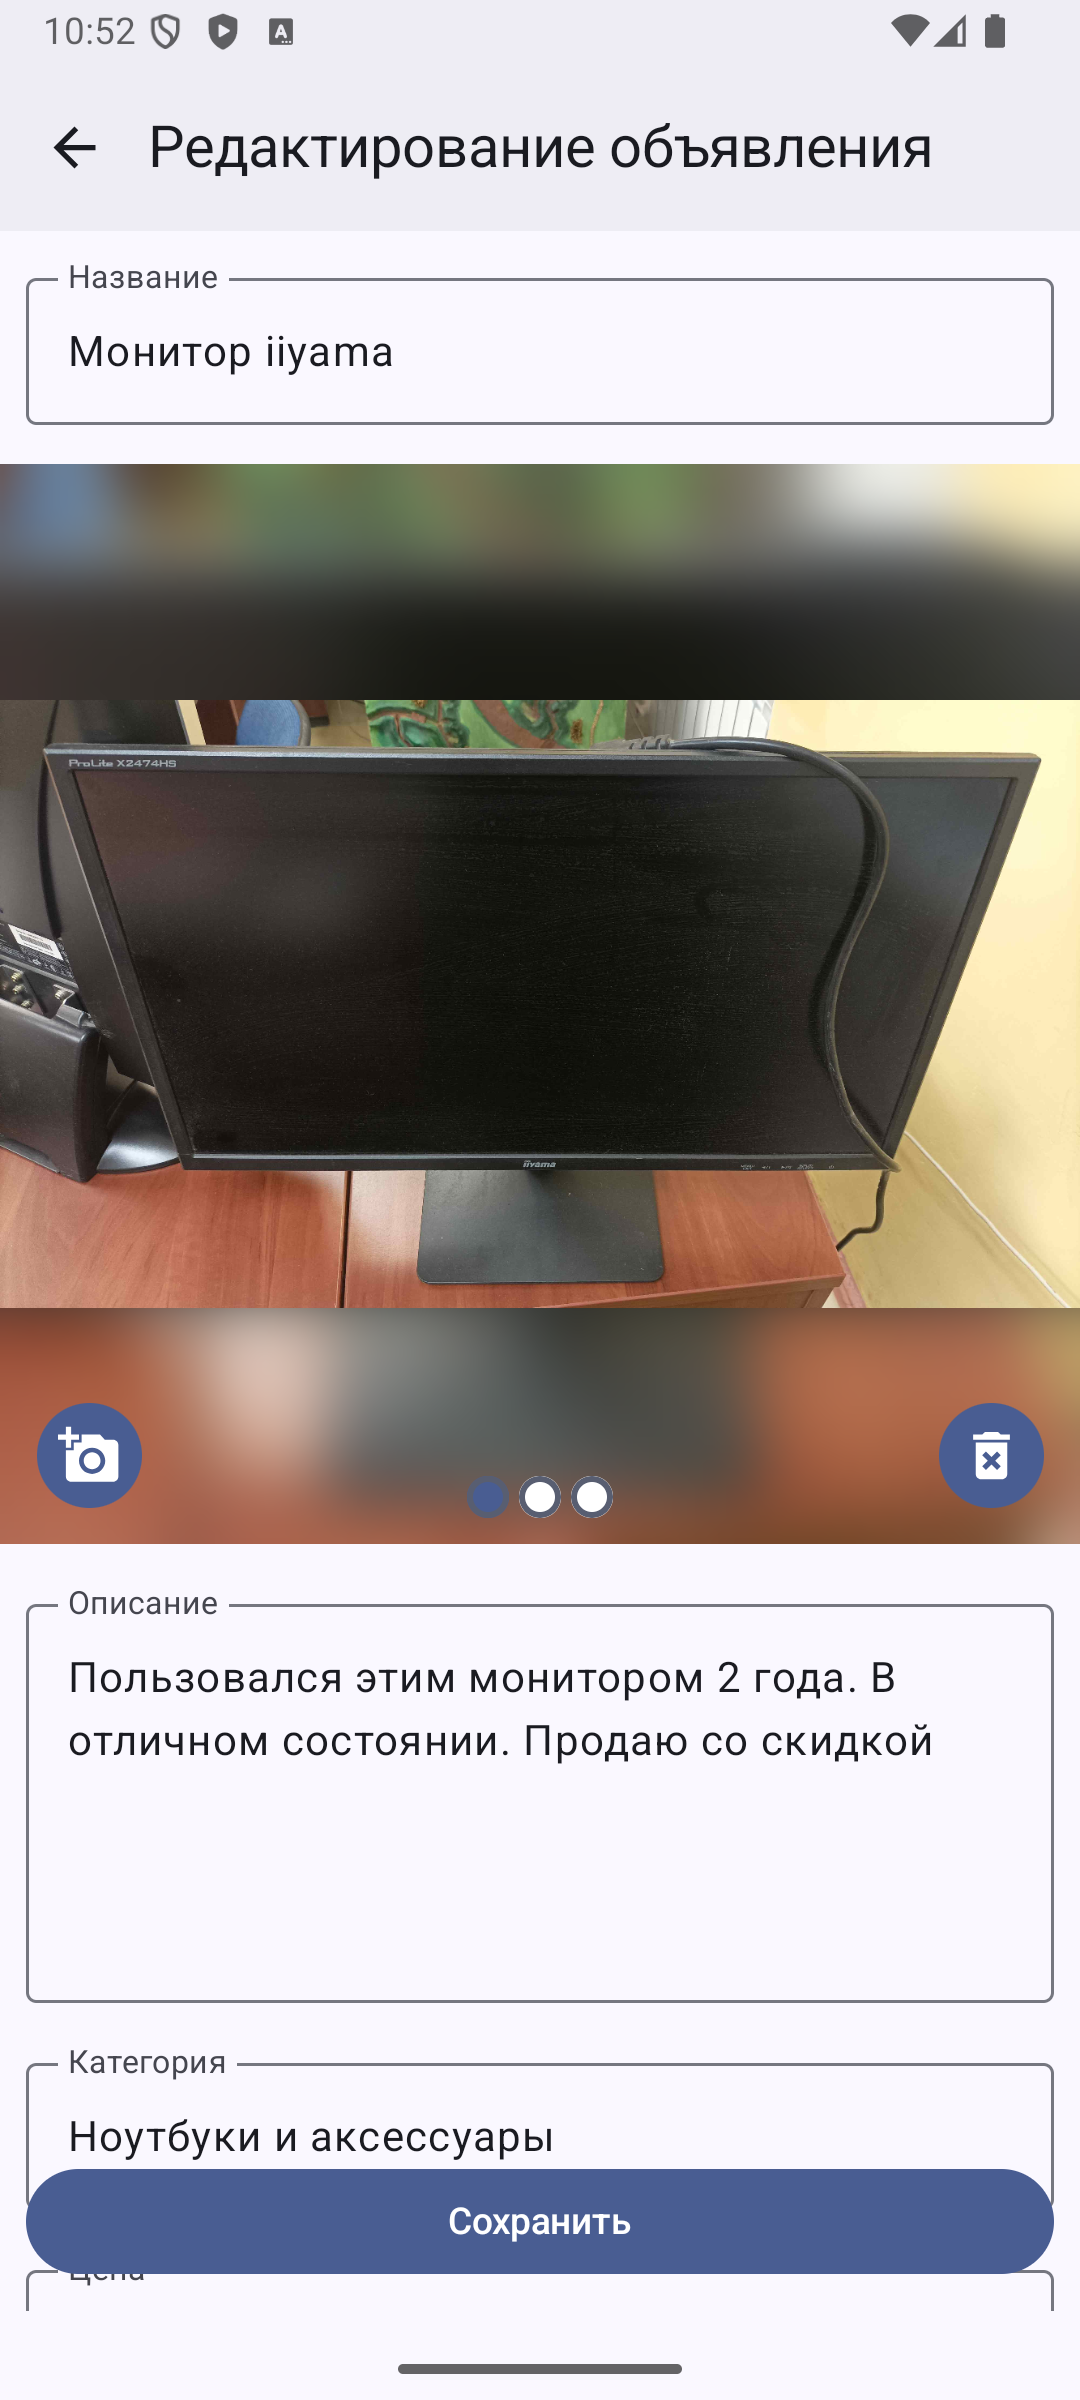 10:52
Редактирование объявления
Название
Монитор iiyama
ProLite X2474HS
iiyama
Описание
Пользовался этим монитором 2 года. В
отличном состоянии. Продаю со скидкой
Категория
Ноутбуки и аксессуары
Сохранить
Цена